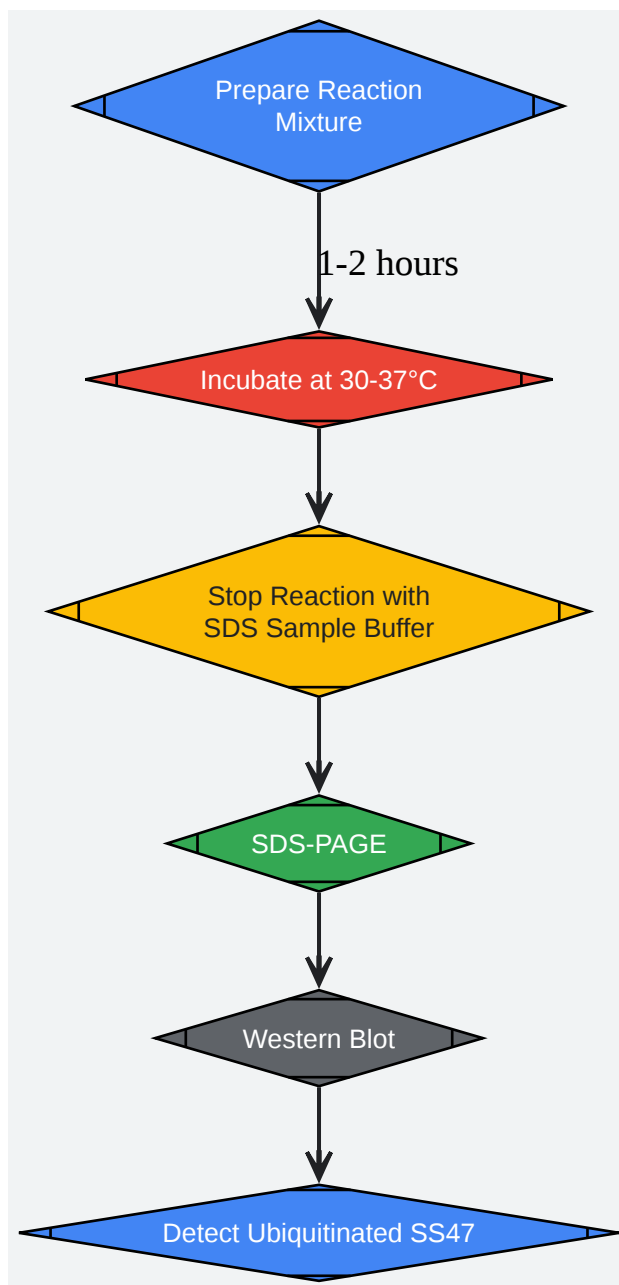 Prepare Reaction
Mixture
1-2 hours
Incubate at 30-37°C
Stop Reaction with
SDS Sample Buffer
SDS-PAGE
Western Blot
Detect Ubiquitinated SS47